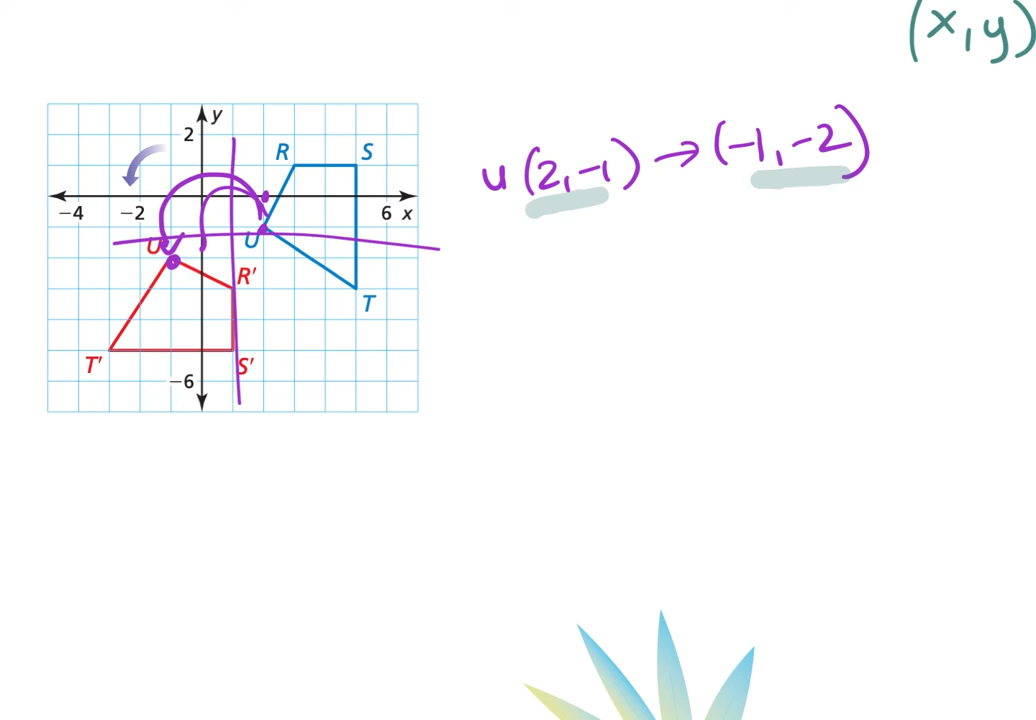 (x,y)
y
2
R
S
u(2,-1)→(-1,-2)
-4
-2
6
x
U
U'
R'
T
T'
S'
-6